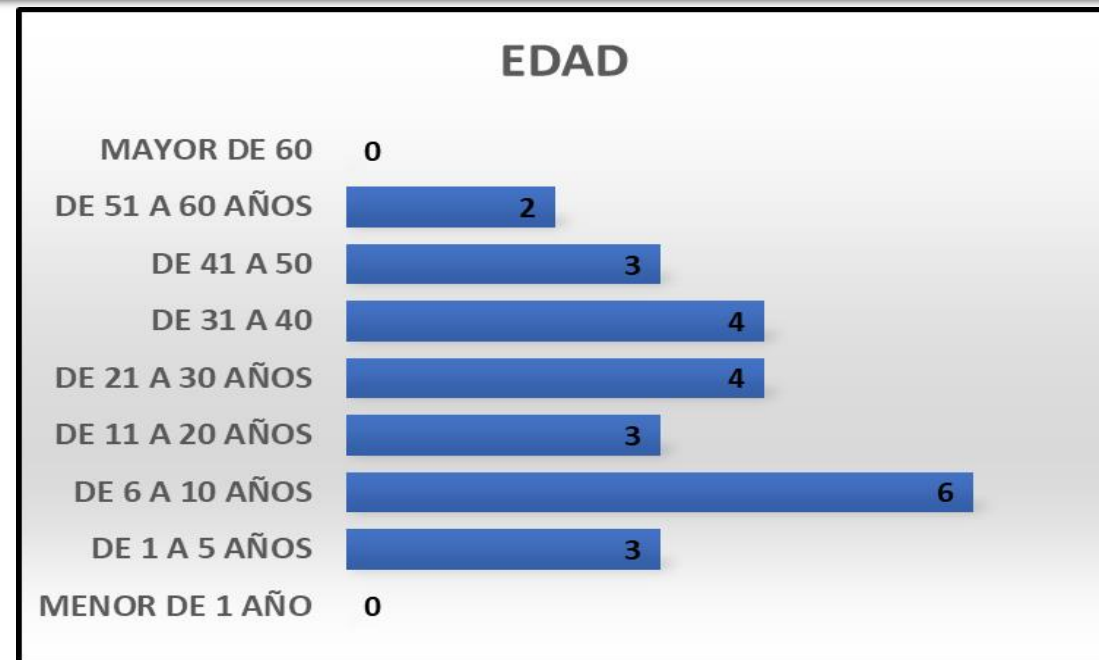 EDAD
MAYOR DE 60 0
DE 51 A 60 AÑOS 2
DE 41 A 50 3
DE 31 A 40 4
DE 21 A 30 AÑOS 4
DE 11 A 20 AÑOS 3
DE 6 A 10 AÑOS 6
DE 1 A 5 AÑOS 3
MENOR DE 1 AÑO 0